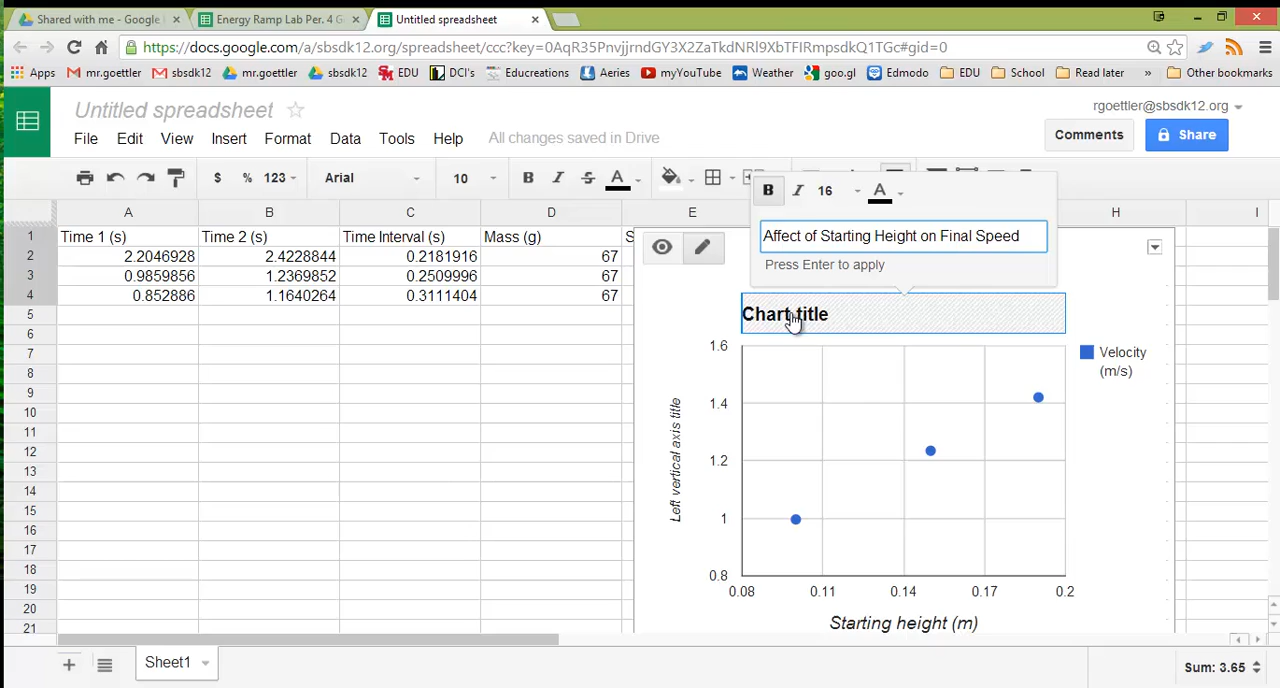 Shared with me - Google
Energy Ramp Lab Per. 4 G
Untitled spreadsheet
https://docs.google.com/a/sbsdk12.org/spreadsheet/ccc?key=0AqR35PnvjjrndGY3X2ZaTkdNRl9XbTFIRmpsdkQ1TGc#gid=0
Apps mr.goettler sbsdk12 mr.goettler sbsdk12 EDU DCI's Educreations Aeries myYouTube Weather goo.gl Edmodo EDU School Read later » Other bookmarks
Untitled spreadsheet
rgoettler@sbsdk12.org
File Edit View Insert Format Data Tools Help All changes saved in Drive
Comments Share
$ % 123 Arial 10 B I S A
B I 16 A
A B C D E H I
Affect of Starting Height on Final Speed
Press Enter to apply
1 Time 1 (s) Time 2 (s) Time Interval (s) Mass (g) S
2 2.2046928 2.4228844 0.2181916 67
3 0.9859856 1.2369852 0.2509996 67
4 0.852886 1.1640264 0.3111404 67
5
6
7
8
9
10
11
12
13
14
15
16
17
18
19
20
21
Chart title
1.6
1.4
1.2
1
0.8
Left vertical axis title
Velocity
(m/s)
0.08 0.11 0.14 0.17 0.2
Starting height (m)
Sheet1
Sum: 3.65